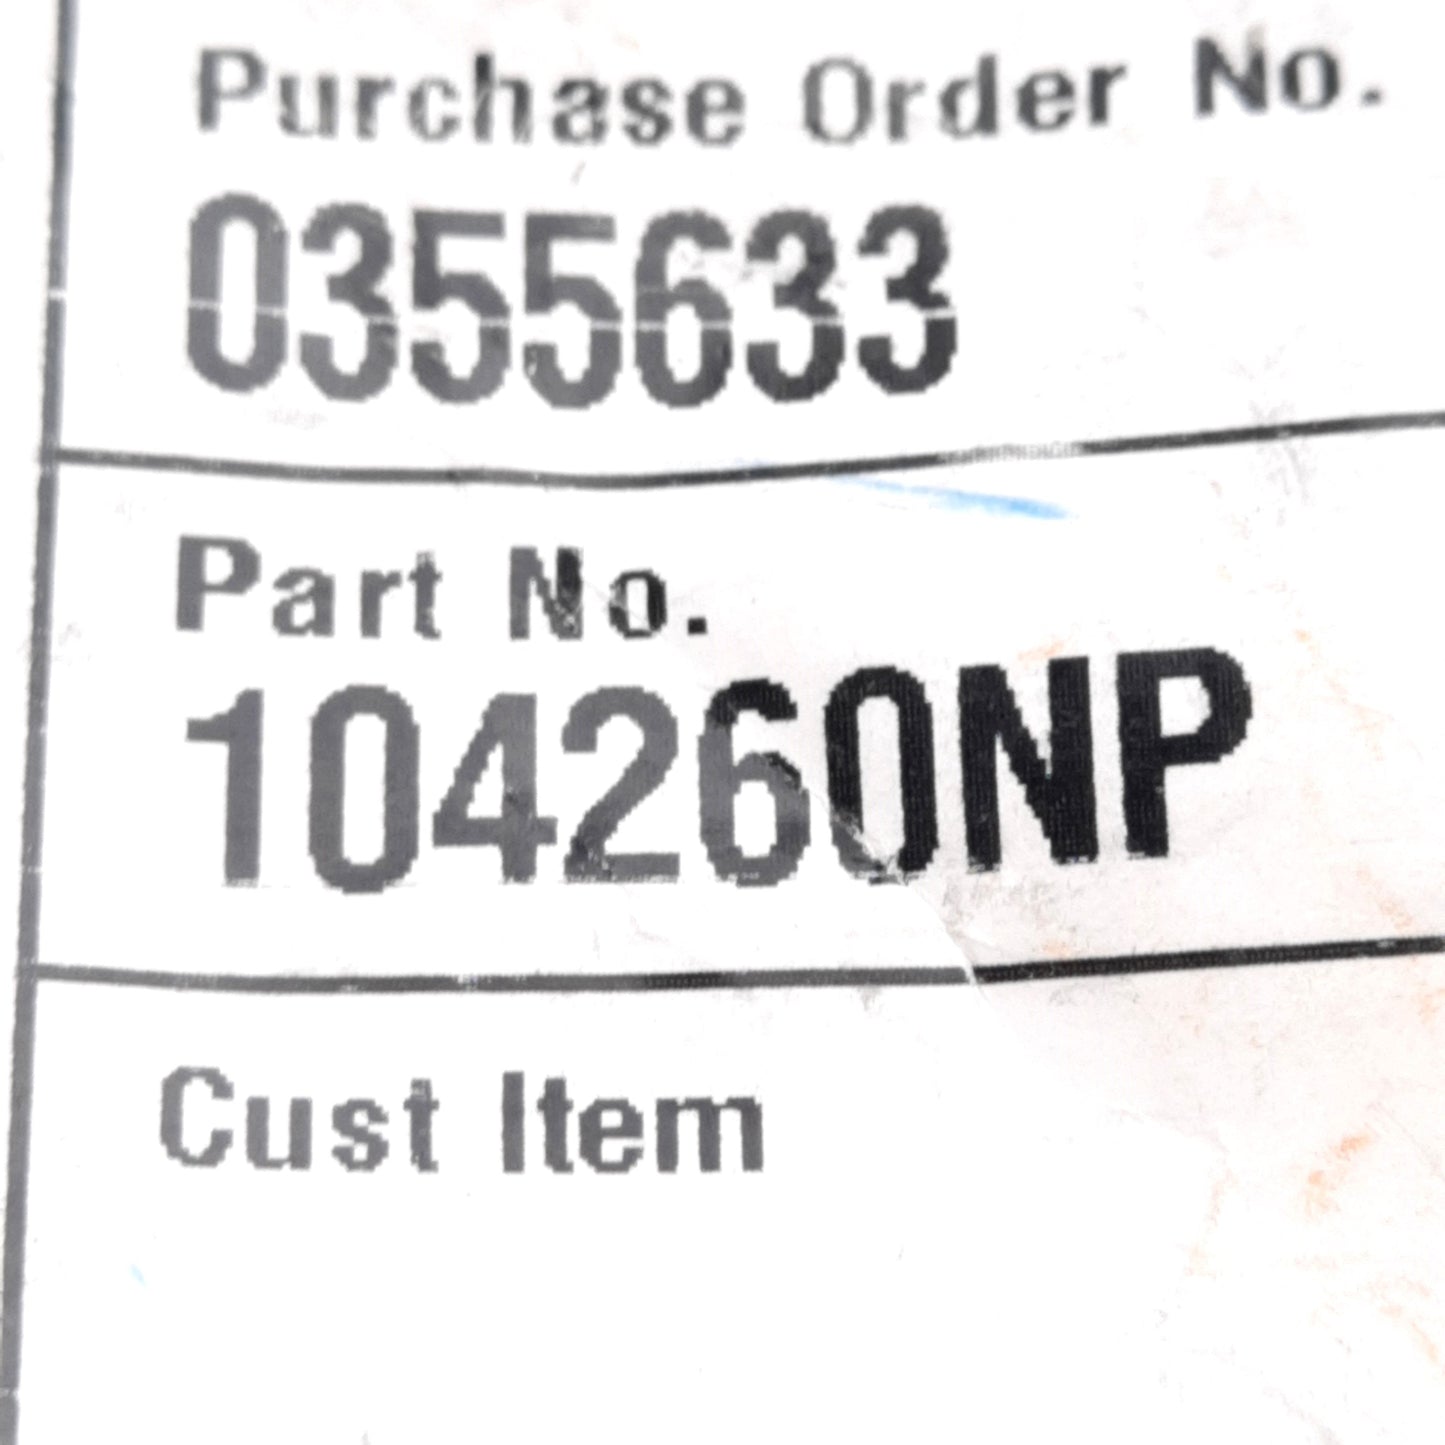 Purchase Order No.
0355633
Part No.
104260NP
Cust Item